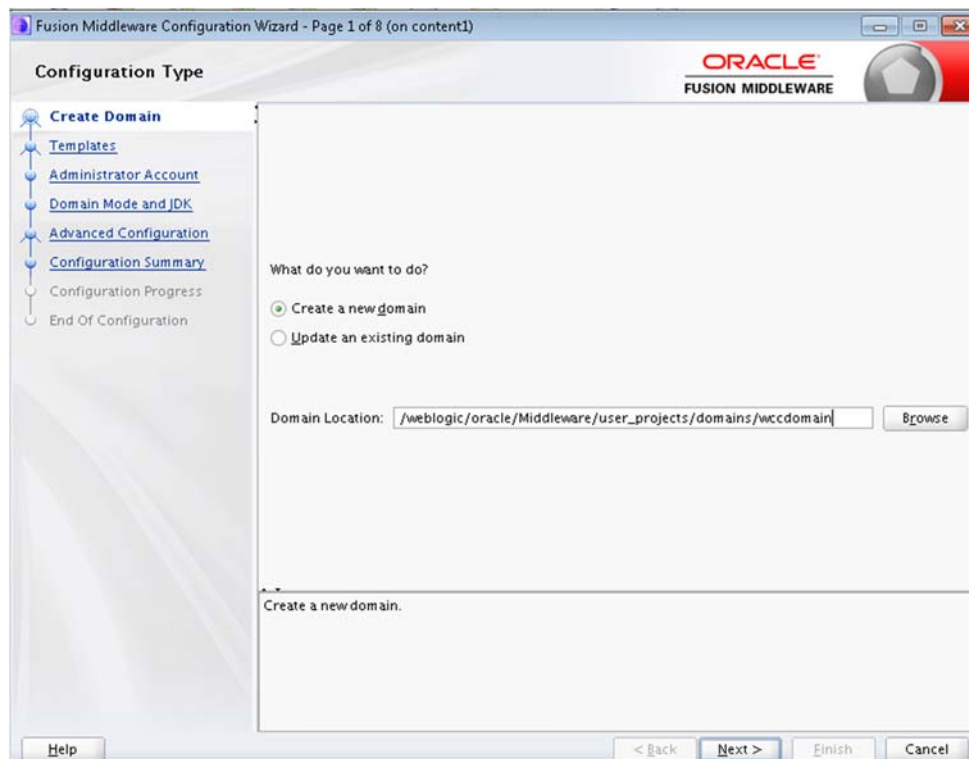 Fusion Middleware Configuration Wizard - Page 1 of 8 (on content1)
Configuration Type
ORACLE
FUSION MIDDLEWARE
Create Domain
Templates
Administrator Account
Domain Mode and JDK
Advanced Configuration
Configuration Summary
Configuration Progress
End Of Configuration
What do you want to do?
Create a new domain
Update an existing domain
Domain Location: /weblogic/oracle/Middleware/user_projects/domains/wccdomain Browse
Create a new domain.
Help < Back Next > Finish Cancel